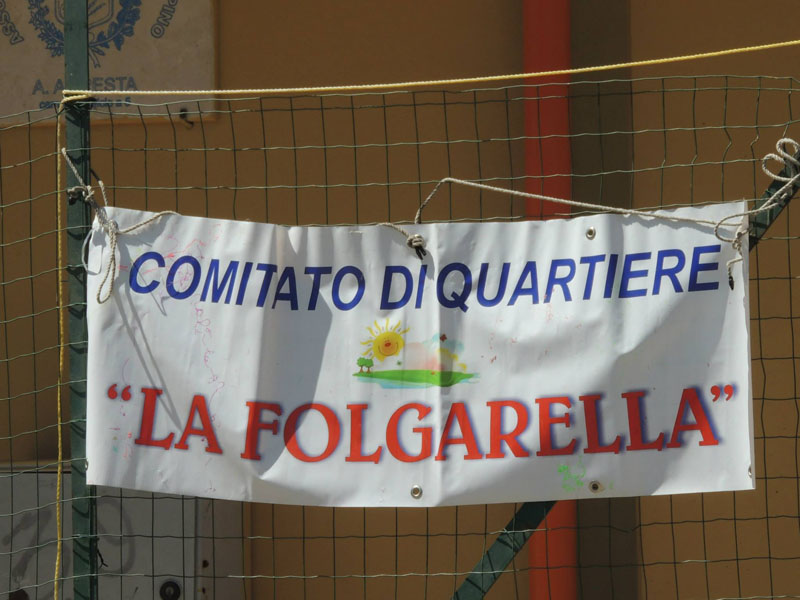 COMITATO DI QUARTIERE
“LA FOLGARELLA”